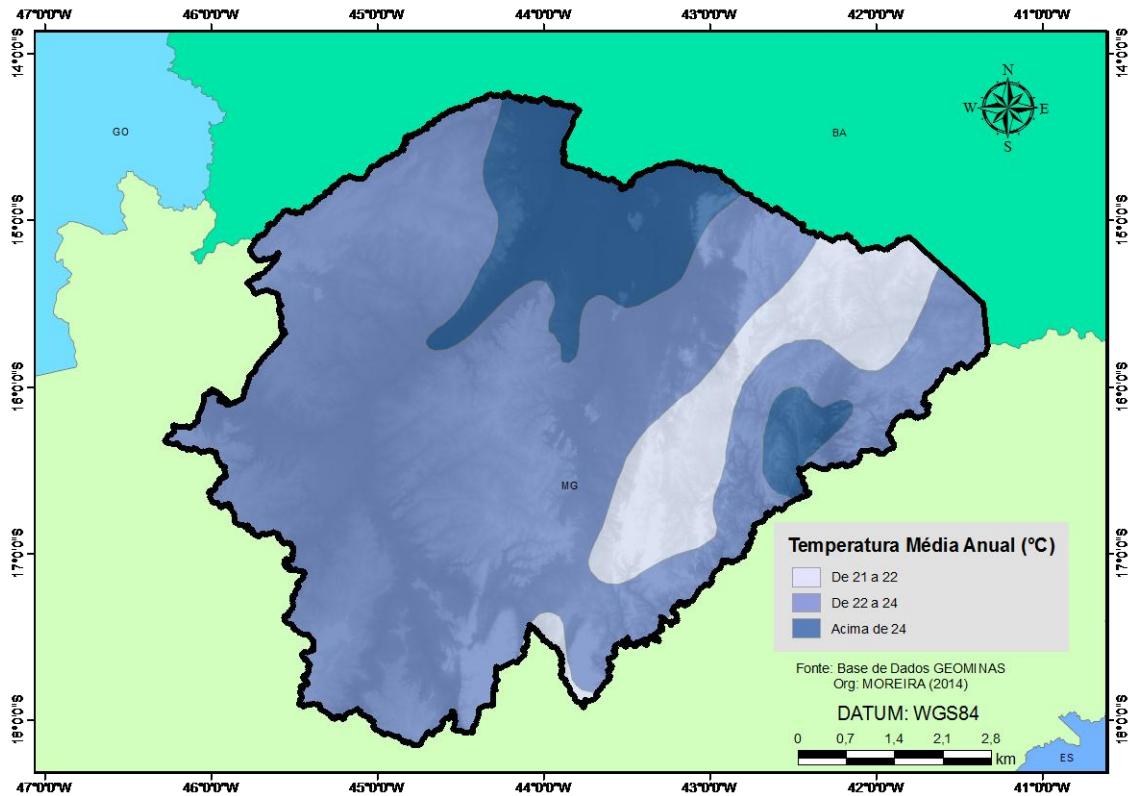 47°0'0"W 46°0'0"W 45°0'0"W 44°0'0"W 43°0'0"W 42°0'0"W 41°0'0"W
14°0'0"S 14°0'0"S
N
W E
S
GO
BA
15°0'0"S 15°0'0"S
16°0'0"S 16°0'0"S
MG
17°0'0"S 17°0'0"S
Temperatura Média Anual (°C)
De 21 a 22
De 22 a 24
Acima de 24
Fonte: Base de Dados GEOMINAS
Org: MOREIRA (2014)
DATUM: WGS84
0 0,7 1,4 2,1 2,8
km
18°0'0"S 18°0'0"S
ES
47°0'0"W 46°0'0"W 45°0'0"W 44°0'0"W 43°0'0"W 42°0'0"W 41°0'0"W